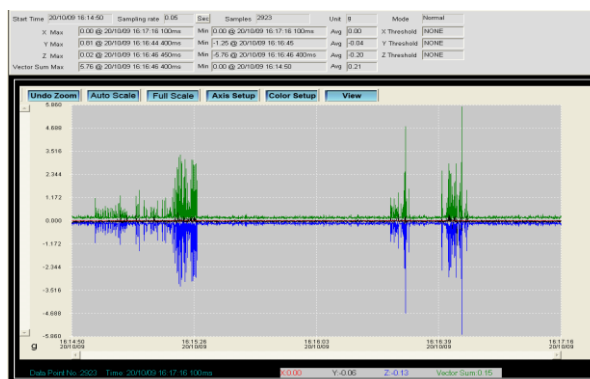 Start Time 20/10/09 16:14:50 Sampling rate 0.05 Sec Samples 2923 Unit g Mode Normal
X Max 0.00 @ 20/10/09 16:17:16 100ms Min 0.00 @ 20/10/09 16:17:16 100ms Avg 0.00 X Threshold NONE
Y Max 0.81 @ 20/10/09 16:16:44 400ms Min -1.25 @ 20/10/09 16:16:45 Avg -0.04 Y Threshold NONE
Z Max 0.02 @ 20/10/09 16:16:46 450ms Min -5.76 @ 20/10/09 16:16:46 400ms Avg -0.20 Z Threshold NONE
Vector Sum Max 5.76 @ 20/10/09 16:16:46 400ms Min 0.00 @ 20/10/09 16:14:50 Avg 0.21
Undo Zoom Auto Scale Full Scale Axis Setup Color Setup View
5.860
4.688
3.516
2.344
1.172
0.000
-1.172
-2.344
-3.516
-4.688
-5.860
g
16:14:50 16:15:26 16:16:03 16:16:39 16:17:16
20/10/09 20/10/09 20/10/09 20/10/09 20/10/09
Data Point No :2923 Time: 20/10/09 16:17:16 100ms X:0.00 Y:-0.06 Z:-0.13 Vector Sum:0.15